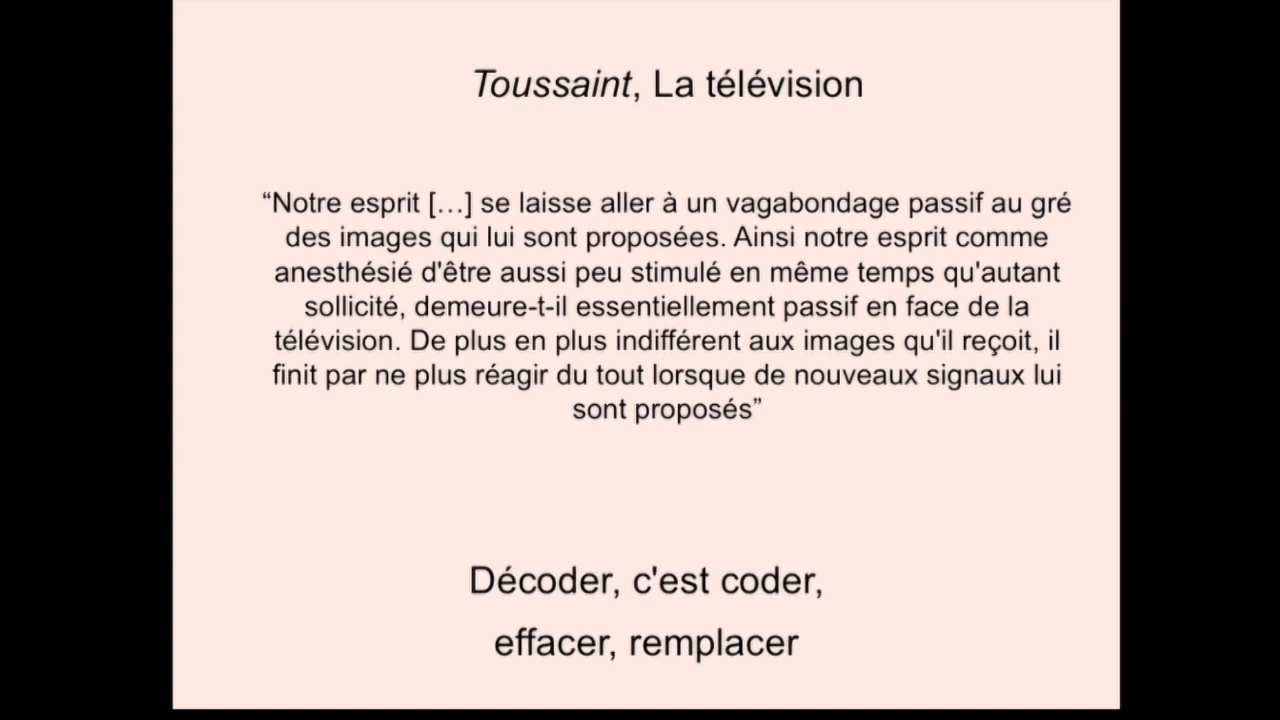 Toussaint, La télévision
“Notre esprit […] se laisse aller à un vagabondage passif au gré
des images qui lui sont proposées. Ainsi notre esprit comme
anesthésié d'être aussi peu stimulé en même temps qu'autant
sollicité, demeure-t-il essentiellement passif en face de la
télévision. De plus en plus indifférent aux images qu'il reçoit, il
finit par ne plus réagir du tout lorsque de nouveaux signaux lui
sont proposés”
Décoder, c'est coder,
effacer, remplacer